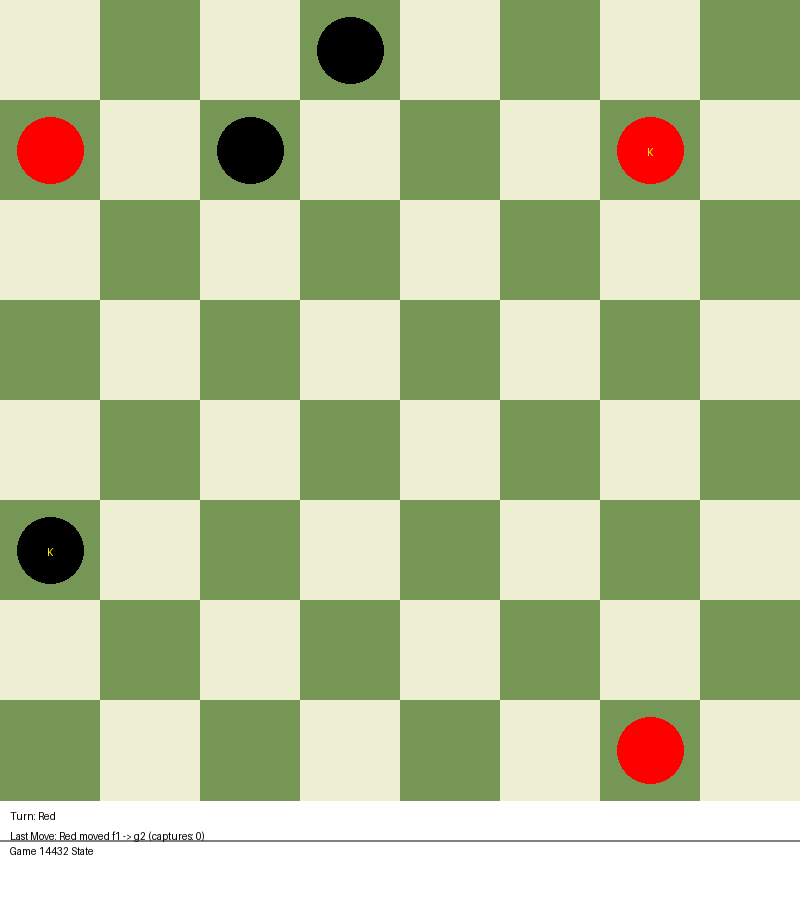 K
K
Turn: Red
Last Move: Red moved f1 -> g2 (captures: 0)
Game 14432 State